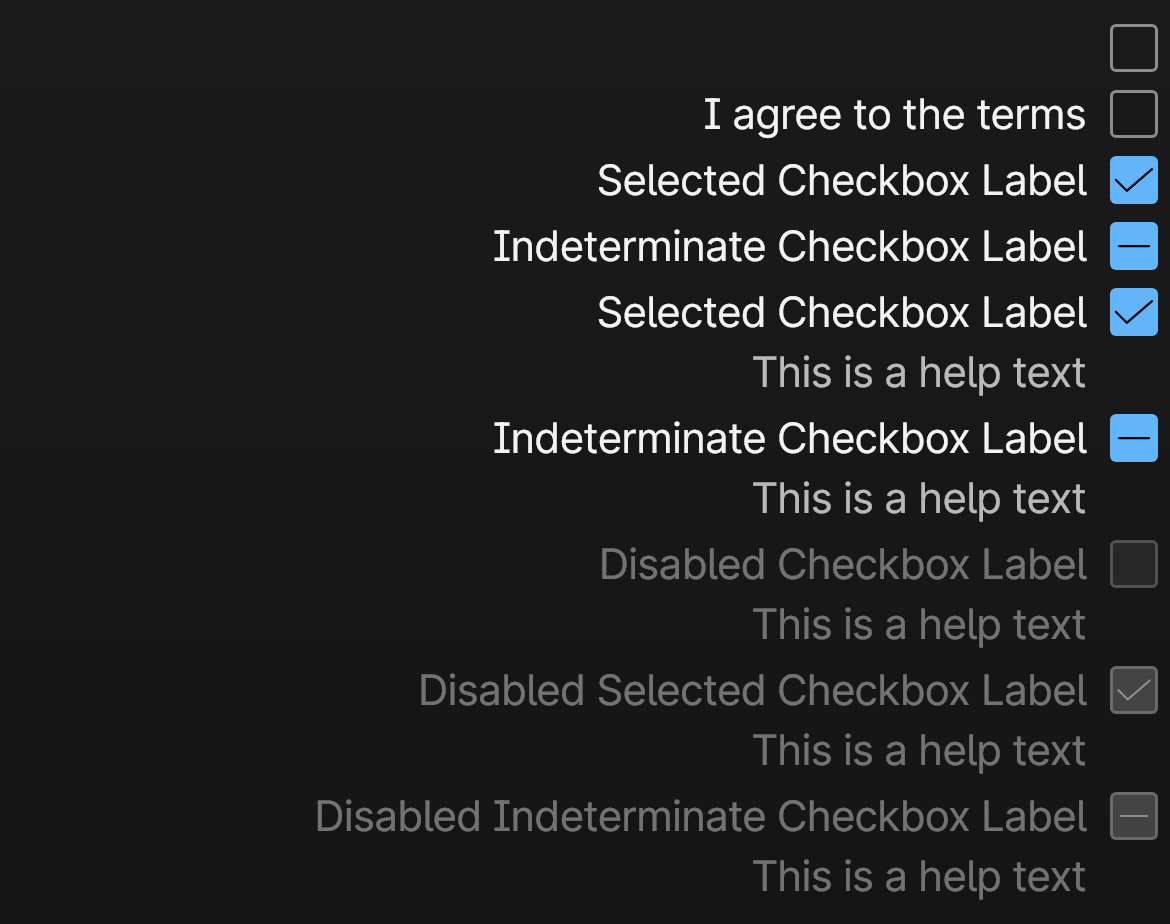 I agree to the terms
Selected Checkbox Label
Indeterminate Checkbox Label
Selected Checkbox Label
This is a help text
Indeterminate Checkbox Label
This is a help text
Disabled Checkbox Label
This is a help text
Disabled Selected Checkbox Label
This is a help text
Disabled Indeterminate Checkbox Label
This is a help text